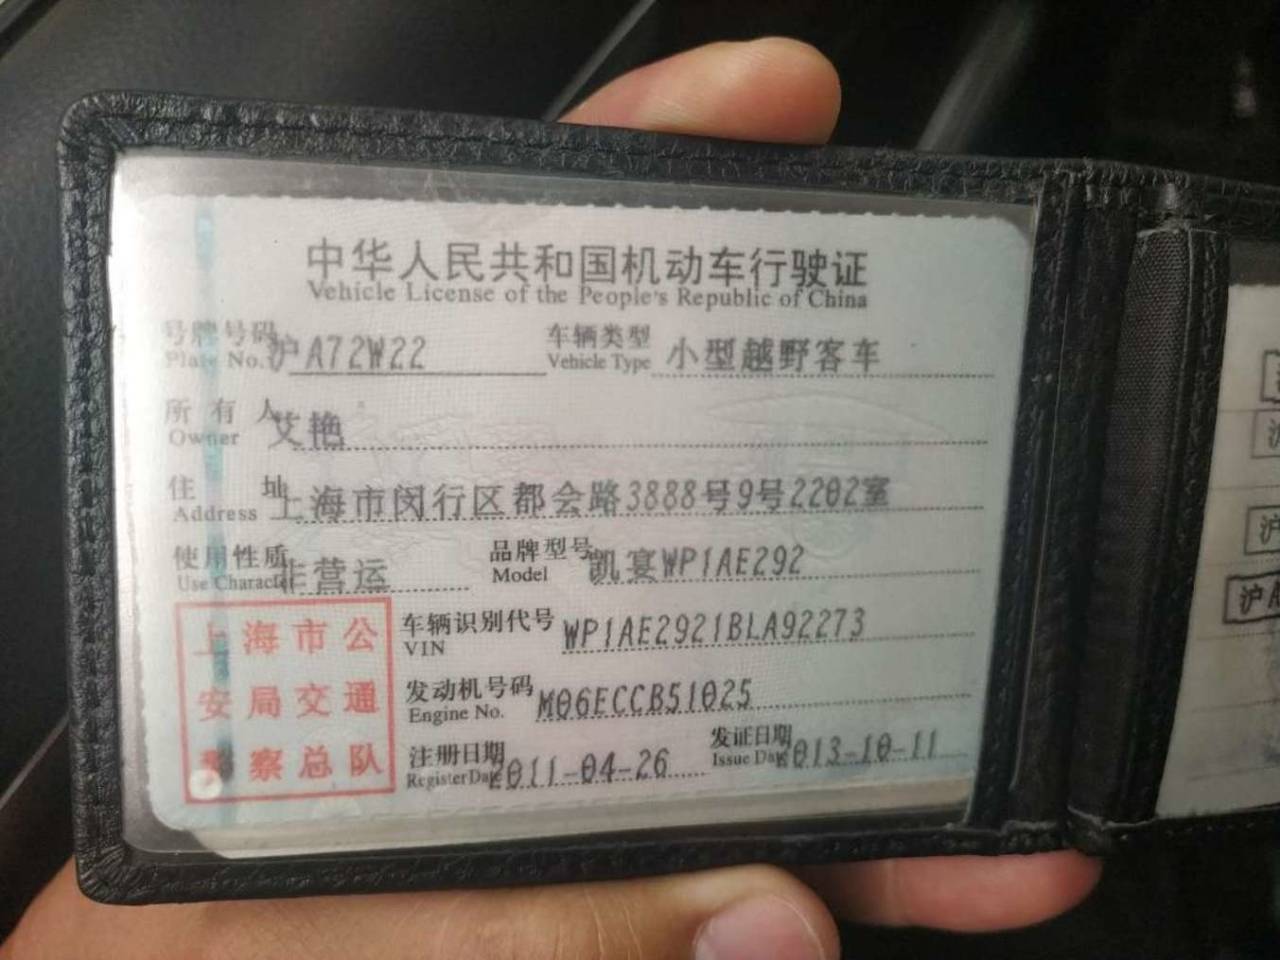 中华人民共和国机动车行驶证
Vehicle License of the People's Republic of China
号牌号码 沪A72W22 车辆类型 小型越野客车
Plate No. Vehicle Type
所有人 艾艳
Owner
住址 上海市闵行区都会路3888号9号2202室
Address
使用性质 非营运 品牌型号 凯宴WP1AE292
Use Character Model
上海市公
安局交通
警察总队
车辆识别代号 WP1AE2921BLA92273
VIN
发动机号码 M06ECCB51025
Engine No.
注册日期 2011-04-26 发证日期 2013-10-11
Register Date Issue Date
沪